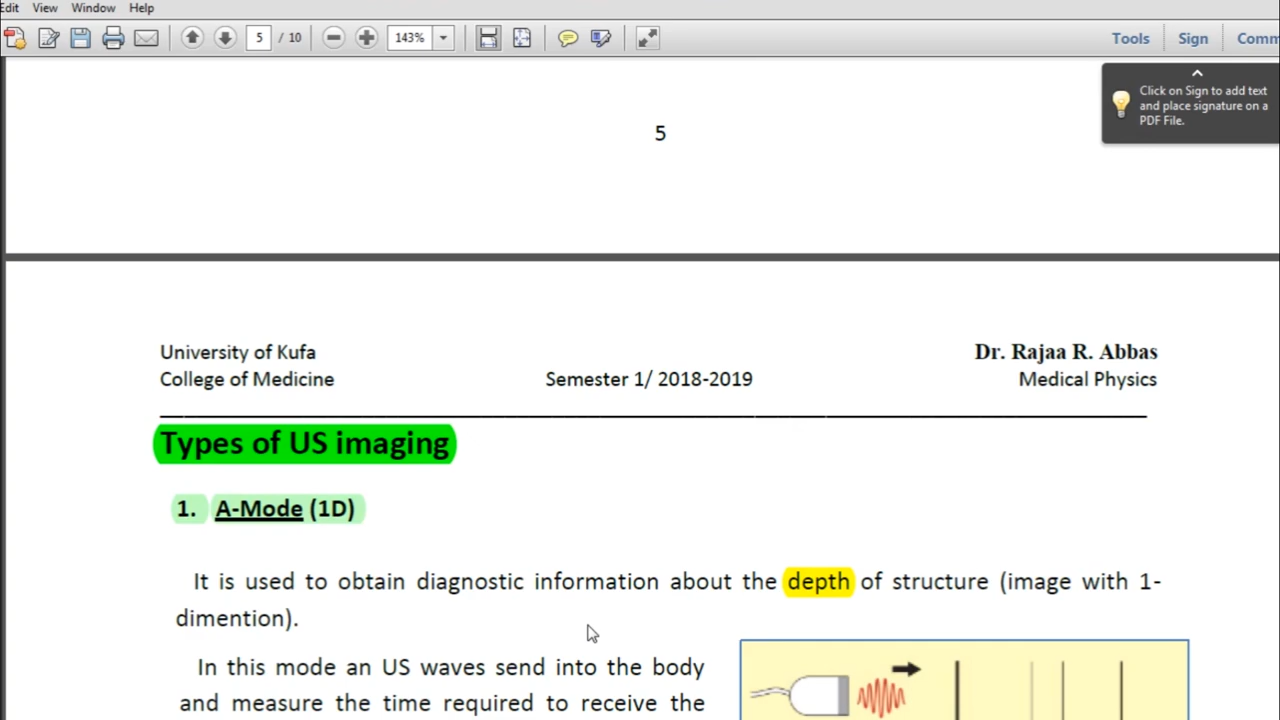 Edit View Window Help
5 / 10 143% Tools Sign Comm
Click on Sign to add text
and place signature on a
PDF File.
5
University of Kufa Dr. Rajaa R. Abbas
College of Medicine Semester 1/ 2018-2019 Medical Physics
Types of US imaging
1. A-Mode (1D)
It is used to obtain diagnostic information about the depth of structure (image with 1-
dimention).
In this mode an US waves send into the body
and measure the time required to receive the